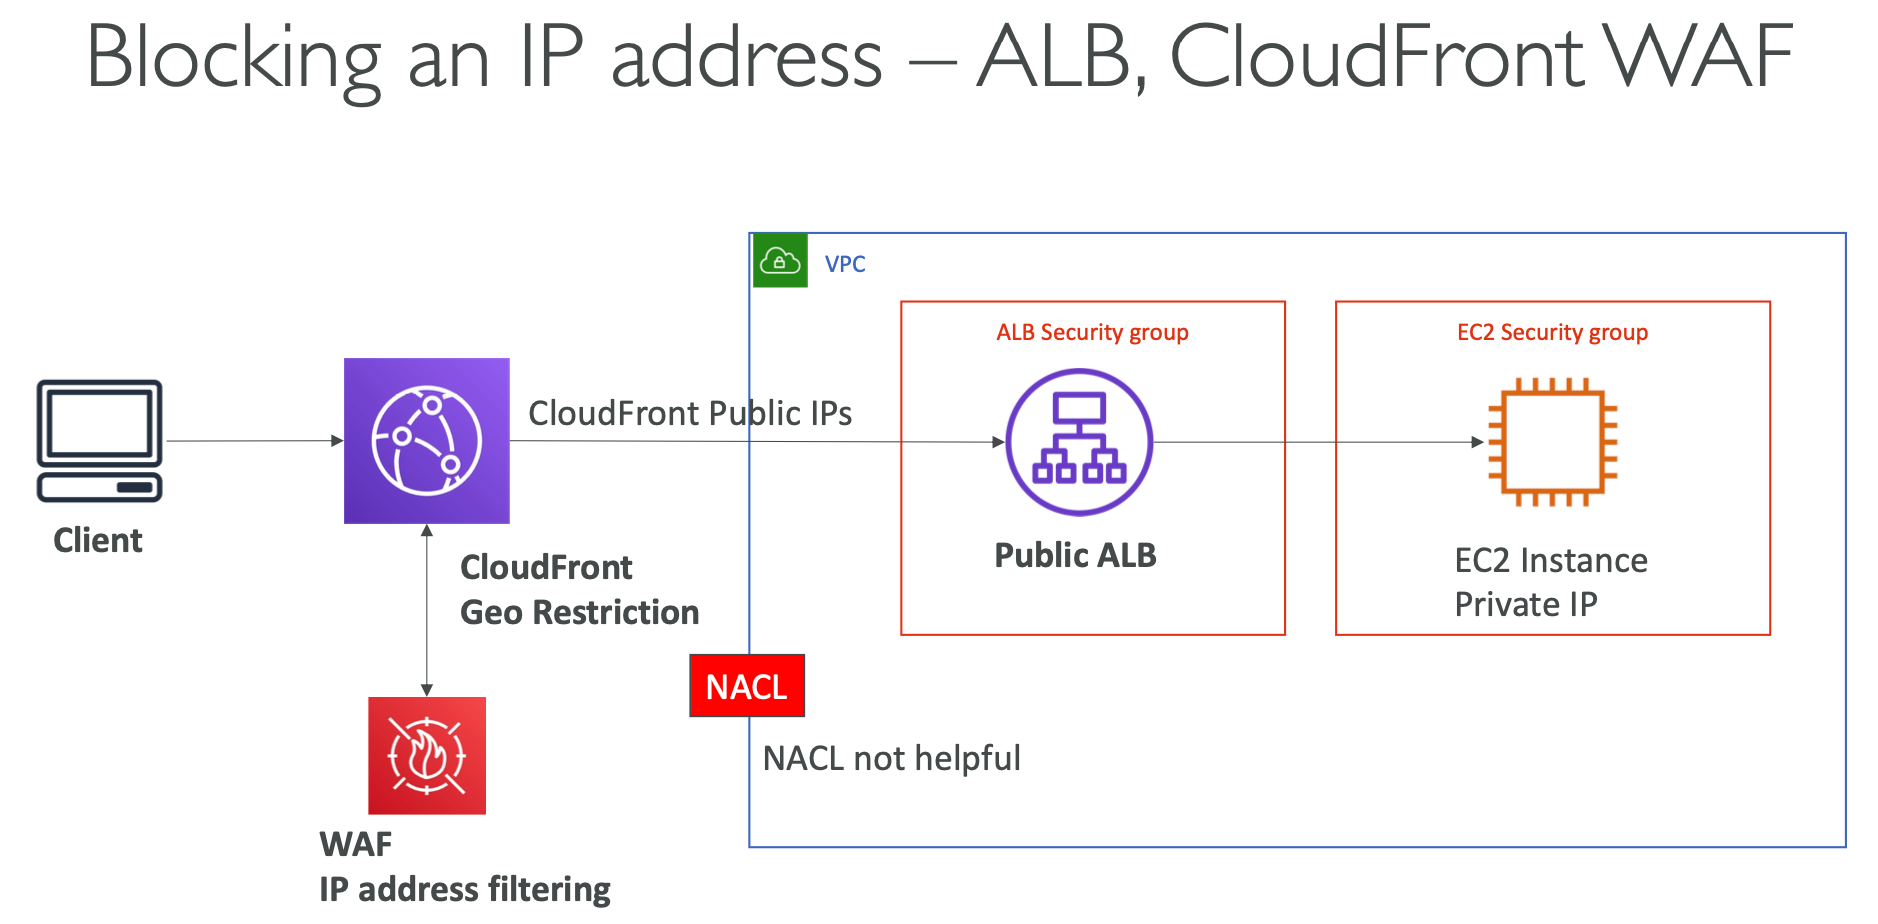 Blocking an IP address – ALB, CloudFront WAF
VPC
ALB Security group
EC2 Security group
CloudFront Public IPs
Client
CloudFront
Geo Restriction
Public ALB
EC2 Instance
Private IP
NACL
NACL not helpful
WAF
IP address filtering